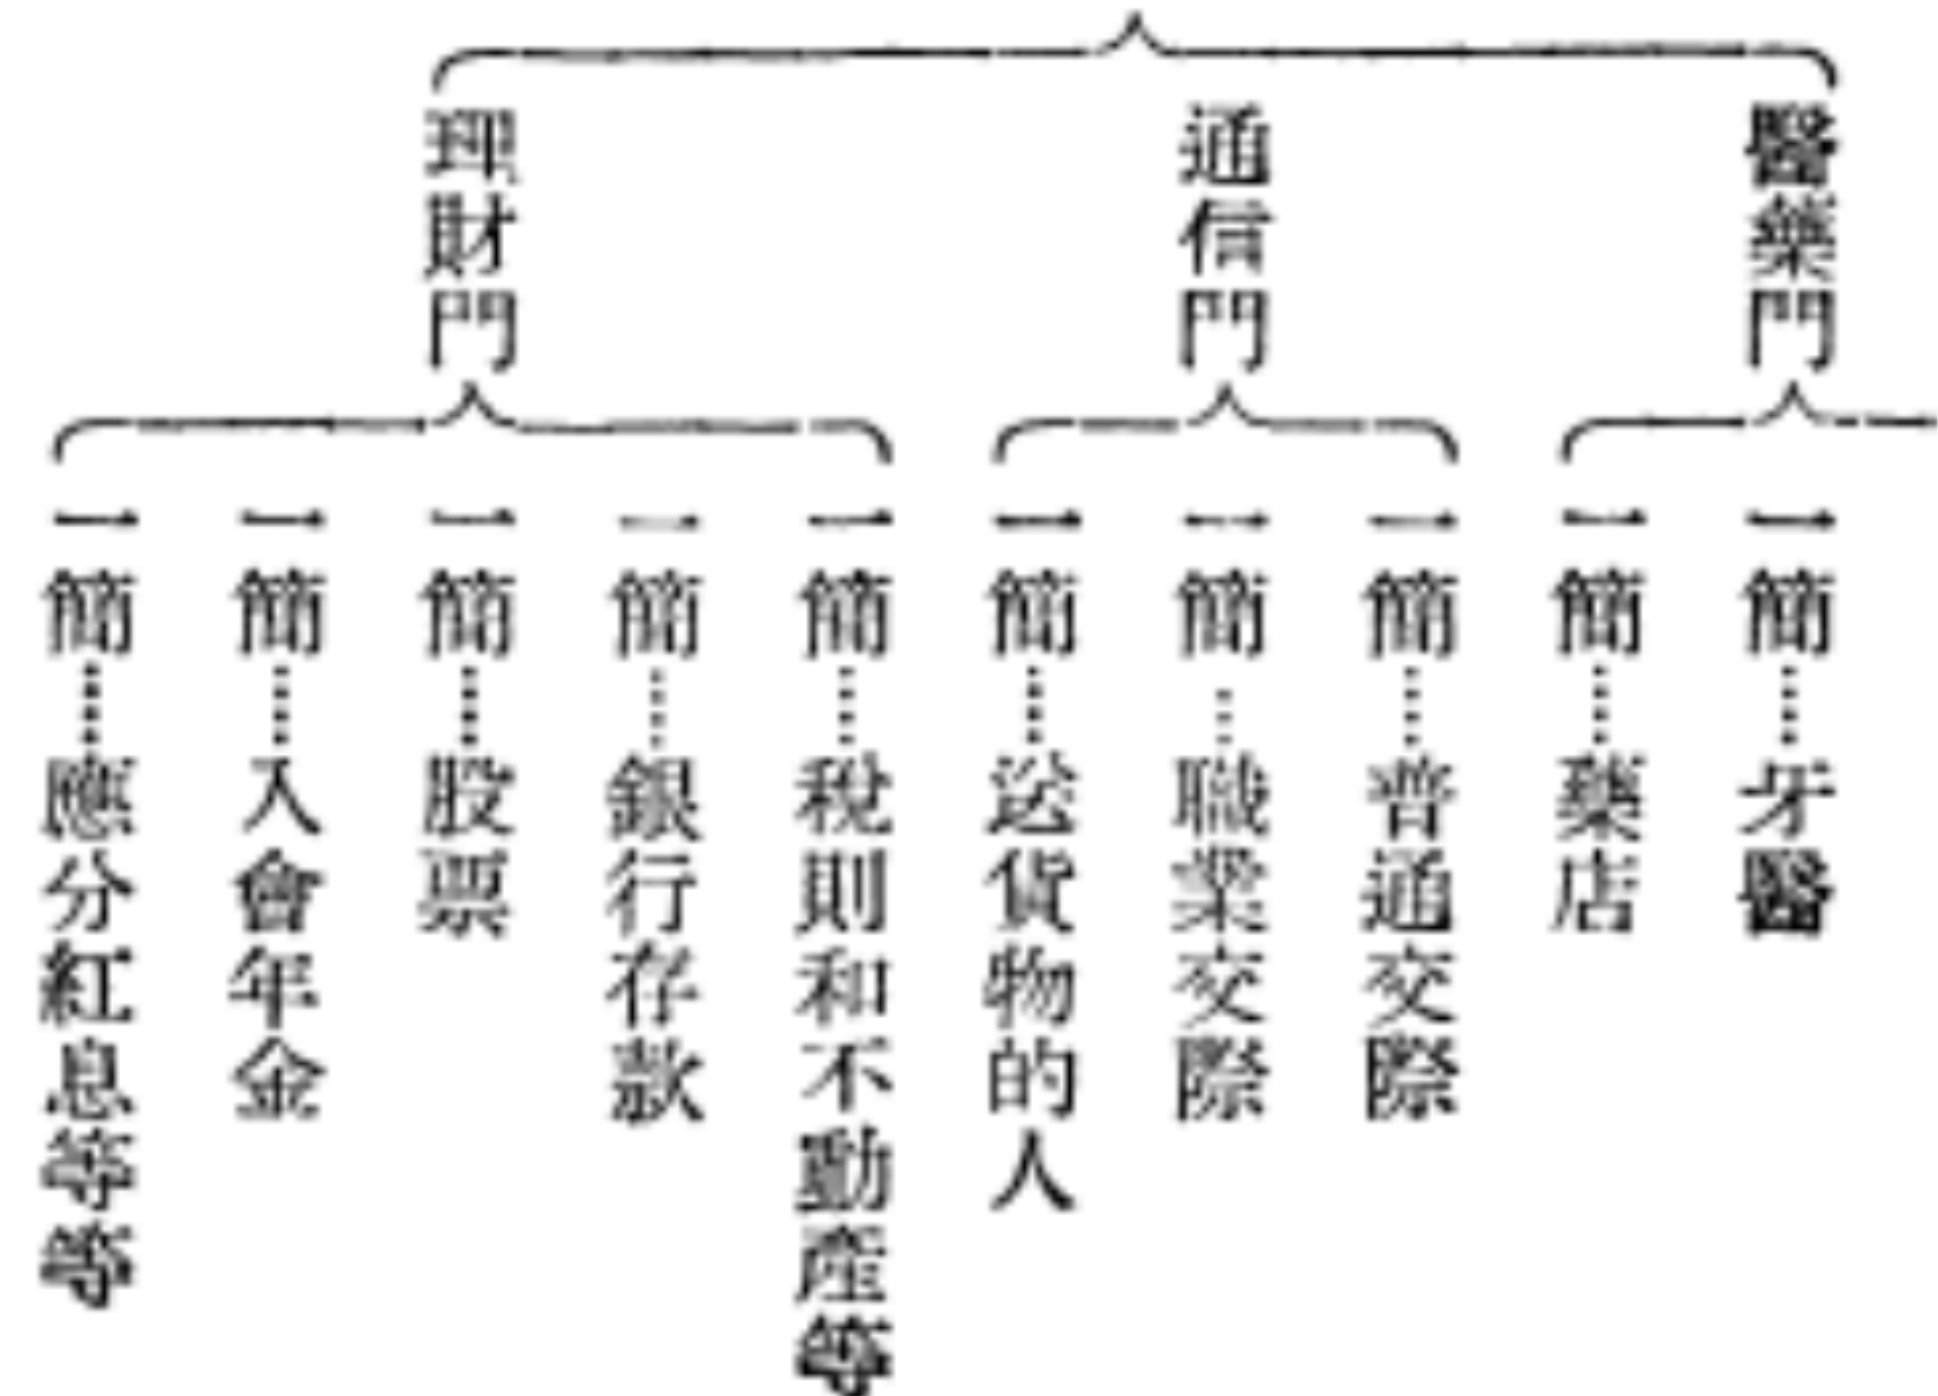 醫藥門
一簡……牙醫
一簡……藥店
通信門
一簡……普通交際
一簡…職業交際
一簡……送貨物的人
理財門
一簡……稅則和不動產等
一簡……銀行存款
一簡……股票
一簡……入會年金
一簡……應分紅息等等